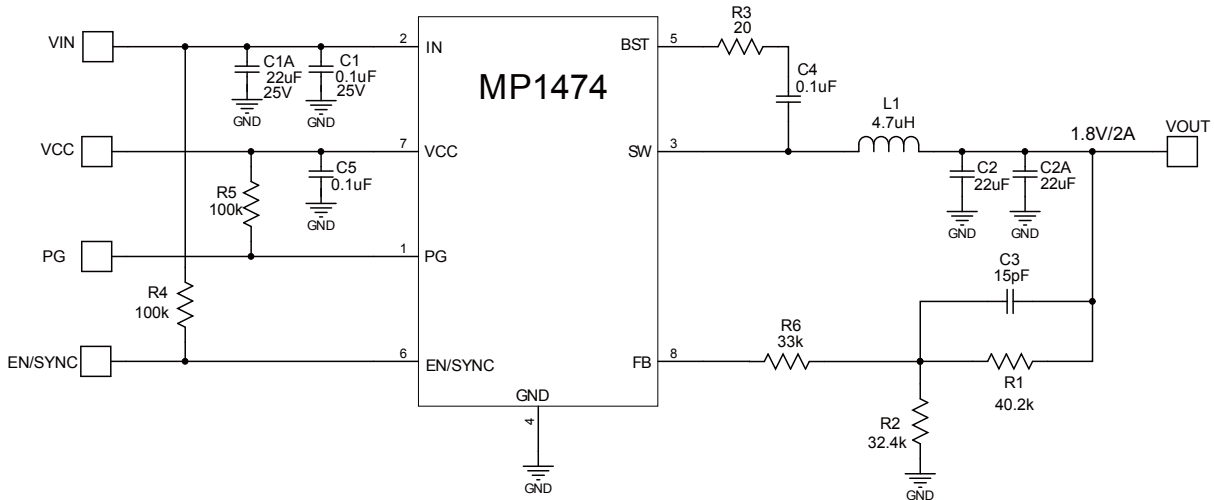 VIN
2
IN
C1A
22uF
25V
GND
C1
0.1uF
25V
GND
MP1474
BST
5
R3
20
C4
0.1uF
L1
4.7uH
1.8V/2A
VOUT
VCC
7
VCC
C5
0.1uF
GND
R5
100k
SW
3
C2
22uF
GND
C2A
22uF
GND
PG
1
PG
R4
100k
C3
15pF
EN/SYNC
6
EN/SYNC
FB
8
R6
33k
R1
40.2k
R2
32.4k
GND
GND
4
GND